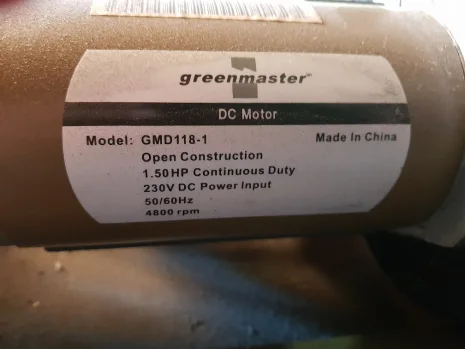 greenmaster™
DC Motor
Model: GMD118-1 Made In China
Open Construction
1.50HP Continuous Duty
230V DC Power Input
50/60Hz
4800 rpm